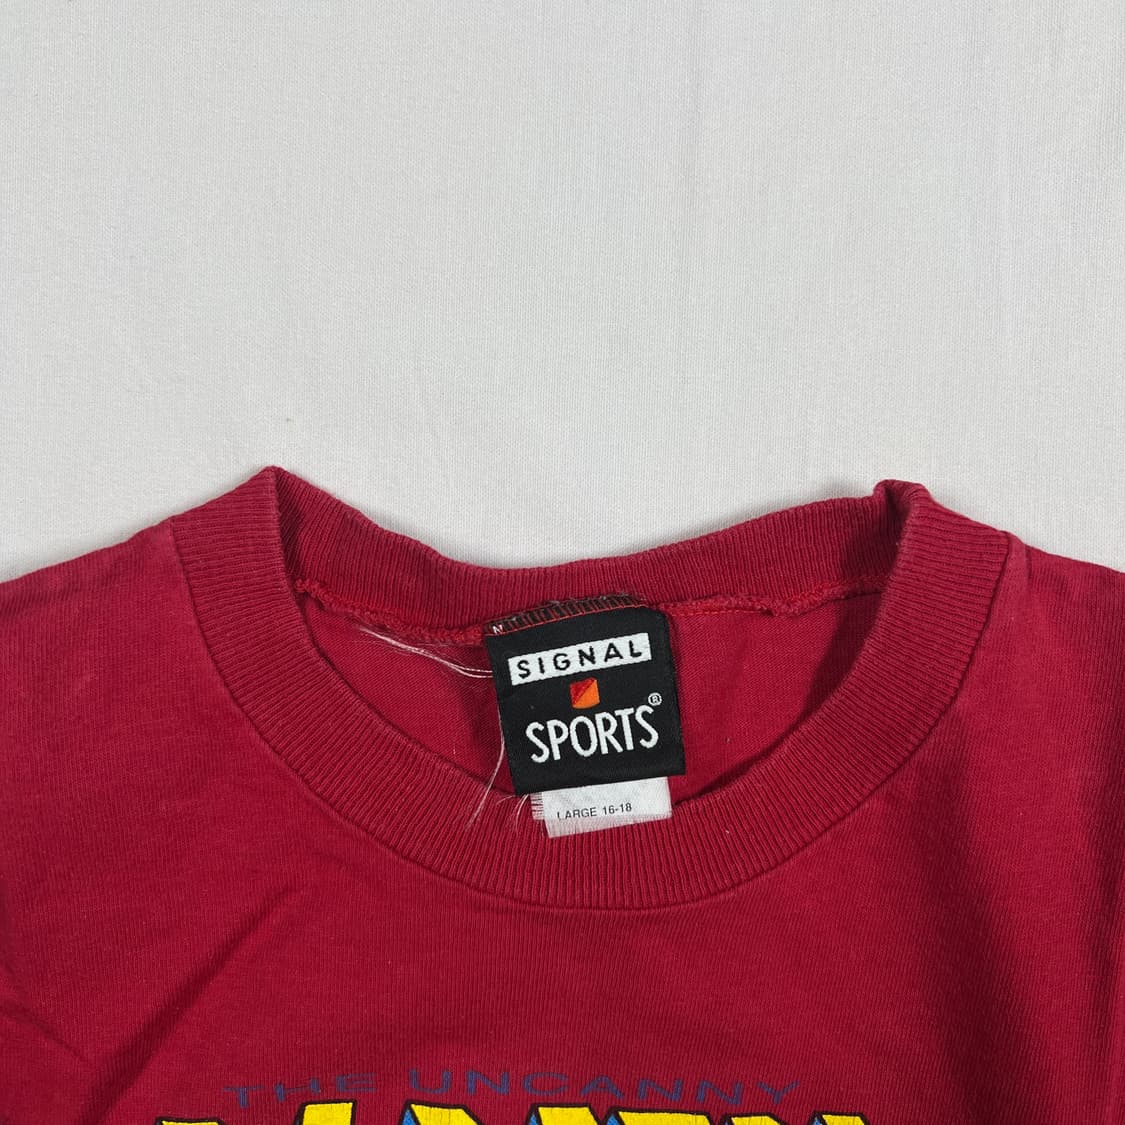 SIGNAL
SPORTS®
LARGE 16-18
THE UNCANNY